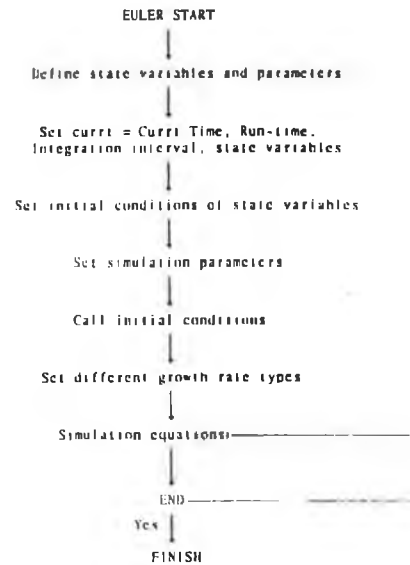 EULER START
Define state variables and parameters
Set currt = Currt Time, Run-time.
Integration interval, state variables
Set initial conditions of state variables
Set simulation parameters
Call initial conditions
Set different growth rate types
Simulation equations
END
Yes
FINISH